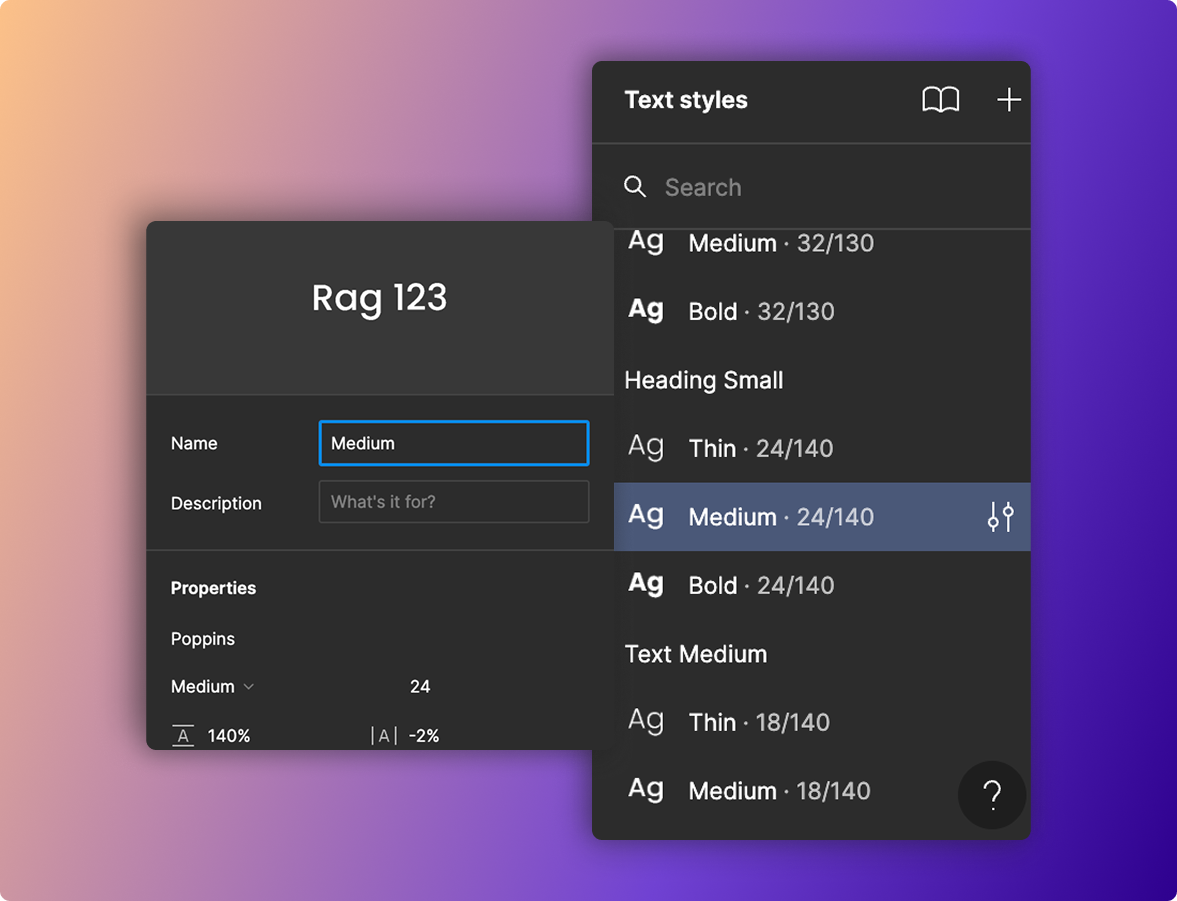 Text styles
Search
Ag Medium · 32/130
Ag Bold · 32/130
Heading Small
Ag Thin · 24/140
Ag Medium · 24/140
Ag Bold · 24/140
Text Medium
Ag Thin · 18/140
Ag Medium · 18/140
?
Rag 123
Name Medium
Description What's it for?
Properties
Poppins
Medium 24
A 140% |A| -2%